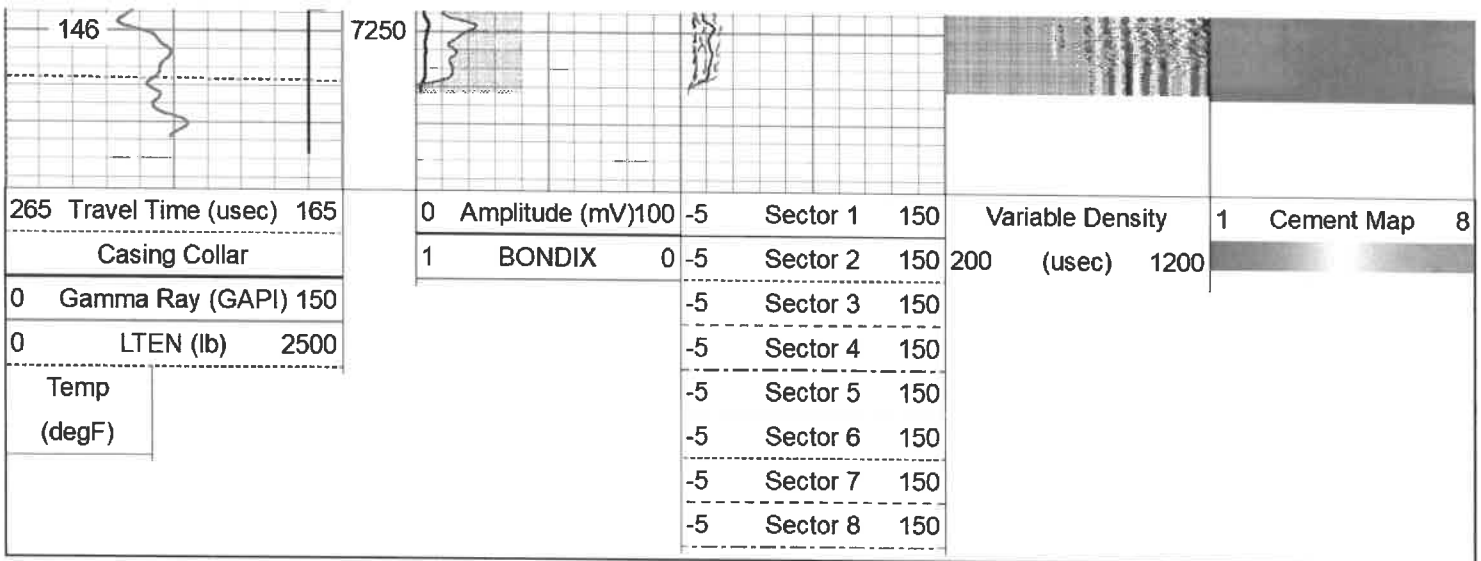 146 7250
265 Travel Time (usec) 165
Casing Collar
0 Gamma Ray (GAPI) 150
0 LTEN (lb) 2500
Temp
(degF)
0 Amplitude (mV)100
1 BONDIX 0
-5 Sector 1 150
-5 Sector 2 150
-5 Sector 3 150
-5 Sector 4 150
-5 Sector 5 150
-5 Sector 6 150
-5 Sector 7 150
-5 Sector 8 150
Variable Density
200 (usec) 1200
1 Cement Map 8